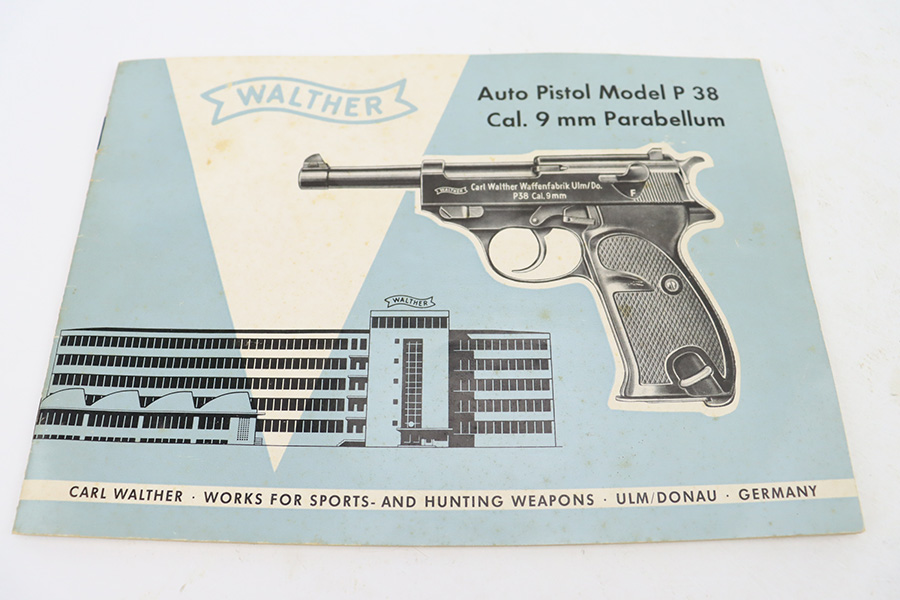 WALTHER
Auto Pistol Model P 38
Cal. 9 mm Parabellum
WALTHER
Carl Walther Waffenfabrik Ulm/Do.
P38 Cal. 9mm
F
WALTHER
CARL WALTHER · WORKS FOR SPORTS- AND HUNTING WEAPONS · ULM/DONAU · GERMANY